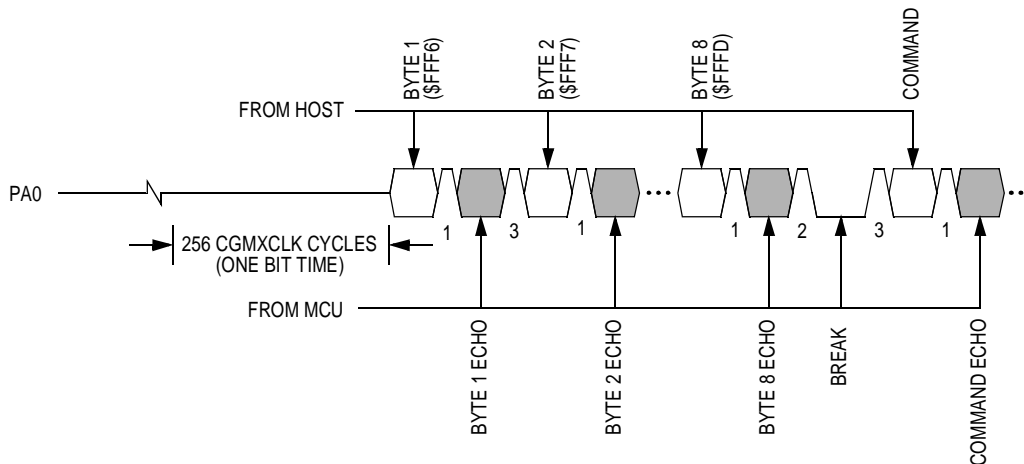 BYTE 1
($FFF6)
BYTE 2
($FFF7)
BYTE 8
($FFFD)
COMMAND
FROM HOST
PA0
1
3
1
1
2
3
1
256 CGMXCLK CYCLES
(ONE BIT TIME)
FROM MCU
BYTE 1 ECHO
BYTE 2 ECHO
BYTE 8 ECHO
BREAK
COMMAND ECHO